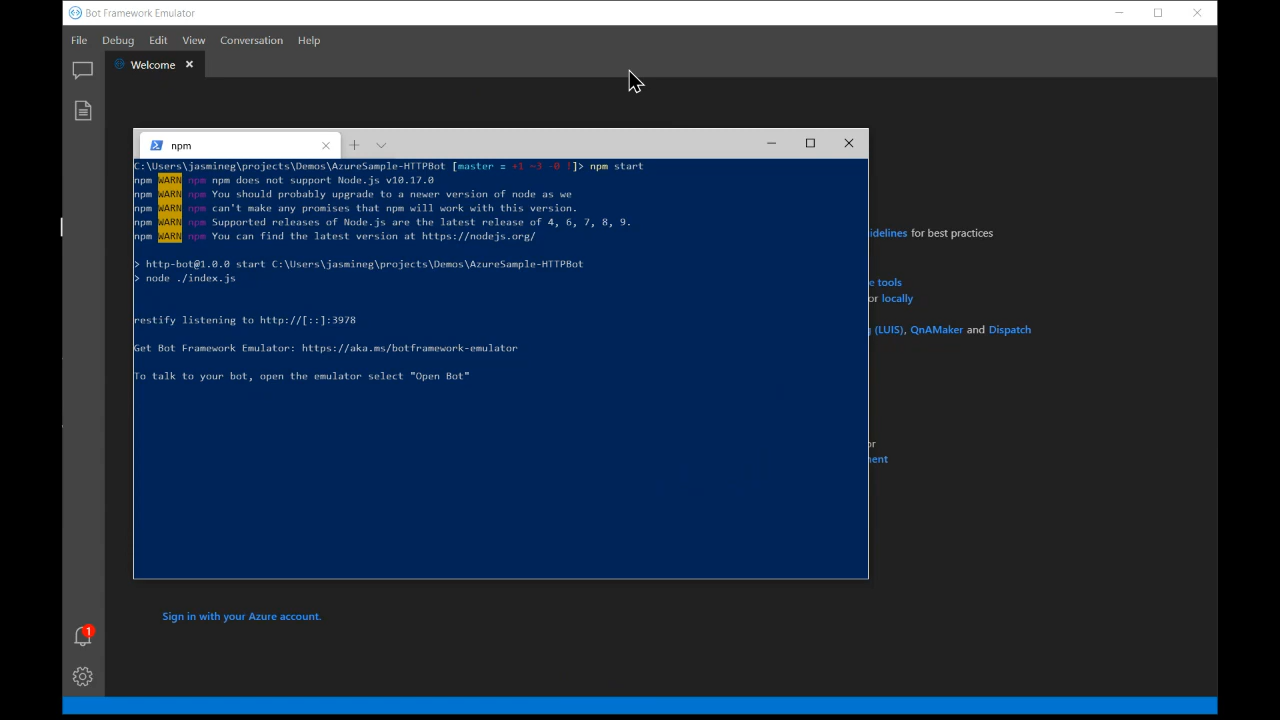 Bot Framework Emulator
File Debug Edit View Conversation Help
Welcome
npm
C:\Users\jasmineg\projects\Demos\AzureSample-HTTPBot [master ≡ +1 ~3 -0 !]> npm start
npm WARN npm npm does not support Node.js v10.17.0
npm WARN npm You should probably upgrade to a newer version of node as we
npm WARN npm can't make any promises that npm will work with this version.
npm WARN npm Supported releases of Node.js are the latest release of 4, 6, 7, 8, 9.
npm WARN npm You can find the latest version at https://nodejs.org/
> http-bot@1.0.0 start C:\Users\jasmineg\projects\Demos\AzureSample-HTTPBot
> node ./index.js
restify listening to http://[::]:3978
Get Bot Framework Emulator: https://aka.ms/botframework-emulator
To talk to your bot, open the emulator select "Open Bot"
idelines for best practices
e tools
or locally
(LUIS), QnAMaker and Dispatch
or
ment
Sign in with your Azure account.
1